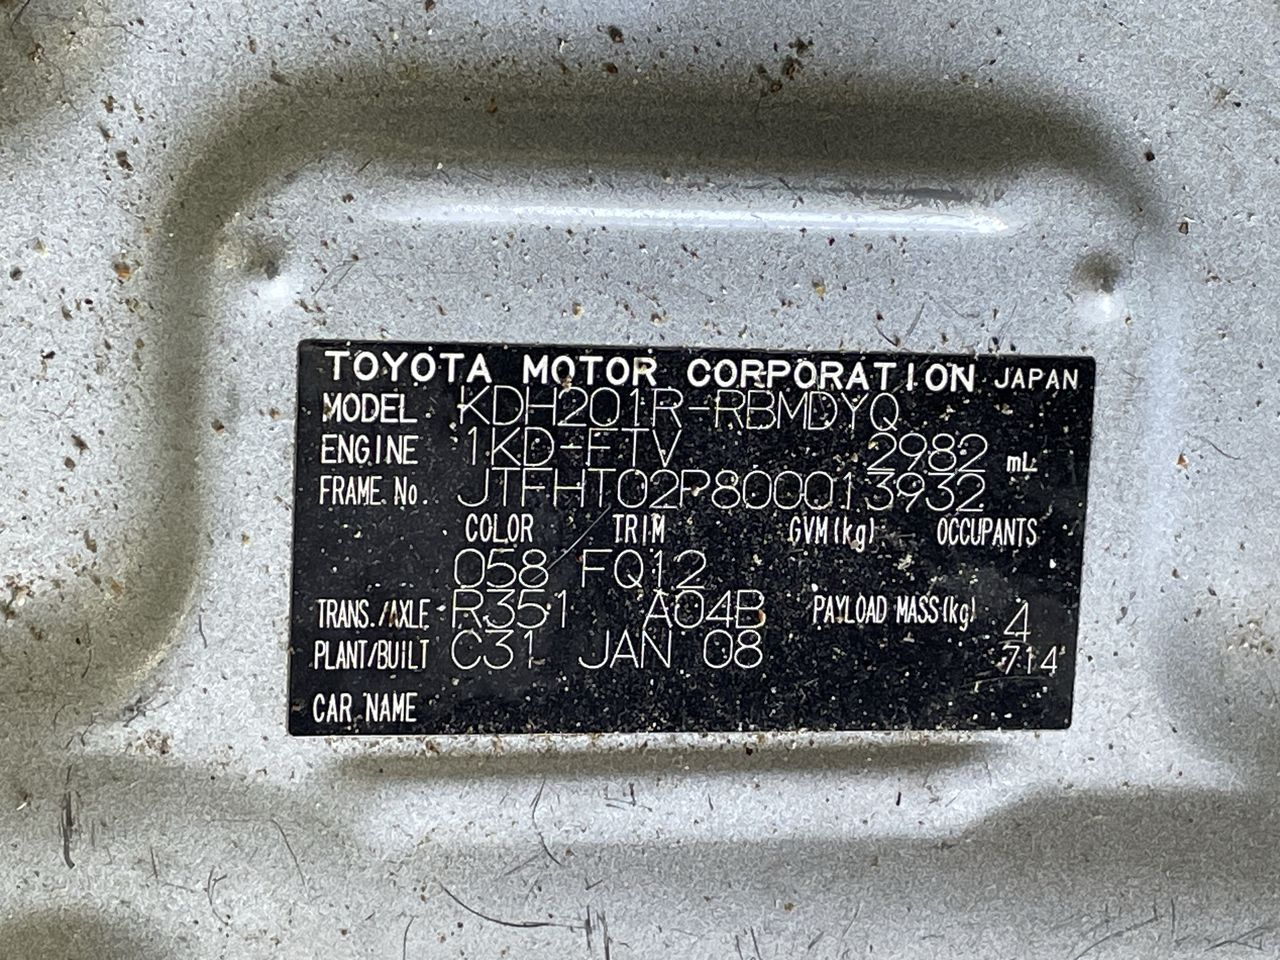 TOYOTA MOTOR CORPORATION JAPAN
MODEL KDH201R-RBMDYQ
ENGINE 1KD-FTV 2982 mL
FRAME No. JTFHT02P800013932
COLOR TRIM GVM(kg) OCCUPANTS
058 FQ12
TRANS./AXLE R351 A04B PAYLOAD MASS(kg) 4
PLANT/BUILT C31 JAN 08 714
CAR NAME